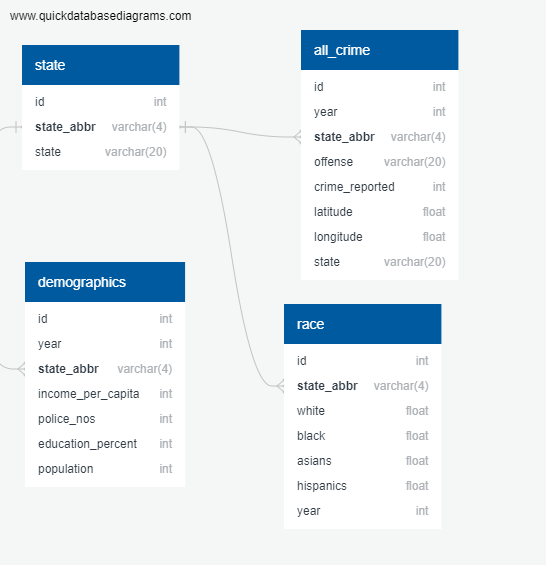 www.quickdatabasediagrams.com
state
id int
state_abbr varchar(4)
state varchar(20)
all_crime
id int
year int
state_abbr varchar(4)
offense varchar(20)
crime_reported int
latitude float
longitude float
state varchar(20)
demographics
id int
year int
state_abbr varchar(4)
income_per_capita int
police_nos int
education_percent int
population int
race
id int
state_abbr varchar(4)
white float
black float
asians float
hispanics float
year int